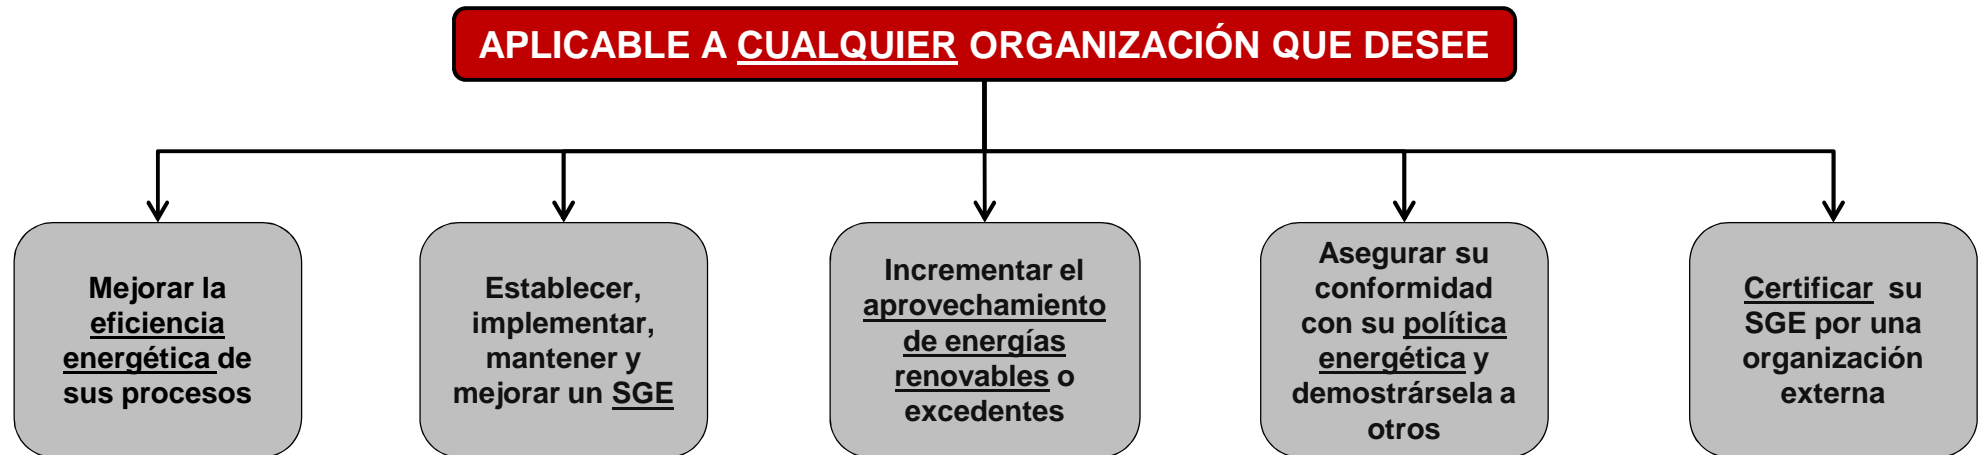 APLICABLE A CUALQUIER ORGANIZACIÓN QUE DESEE
Mejorar la
eficiencia
energética de
sus procesos
Establecer,
implementar,
mantener y
mejorar un SGE
Incrementar el
aprovechamiento
de energías
renovables o
excedentes
Asegurar su
conformidad
con su política
energética y
demostrársela a
otros
Certificar su
SGE por una
organización
externa